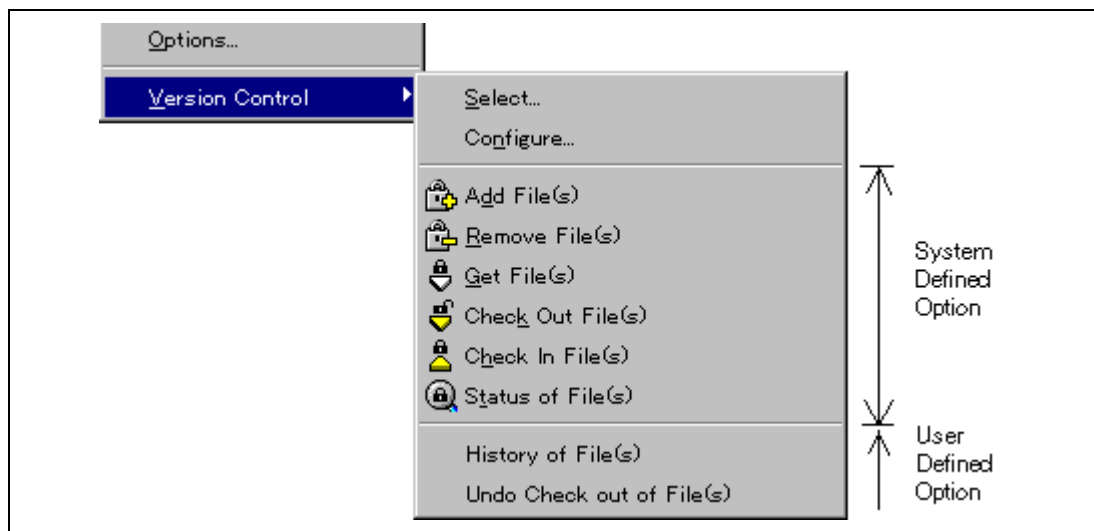 Options...
Version Control
Select...
Configure...
Add File(s)
Remove File(s)
Get File(s)
Check Out File(s)
Check In File(s)
Status of File(s)
History of File(s)
Undo Check out of File(s)
System
Defined
Option
User
Defined
Option